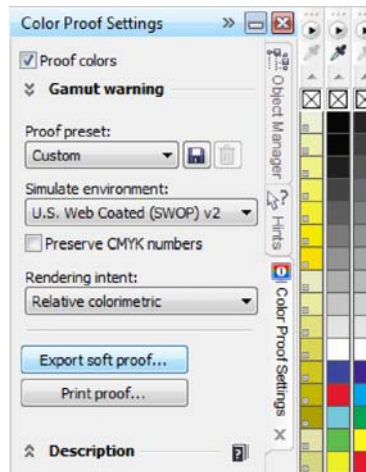 Color Proof Settings
Proof colors
Gamut warning
Proof preset:
Custom
Simulate environment:
U.S. Web Coated (SWOP) v2
Preserve CMYK numbers
Rendering intent:
Relative colorimetric
Export soft proof...
Print proof...
Description
Object Manager
Hints
Color Proof Settings